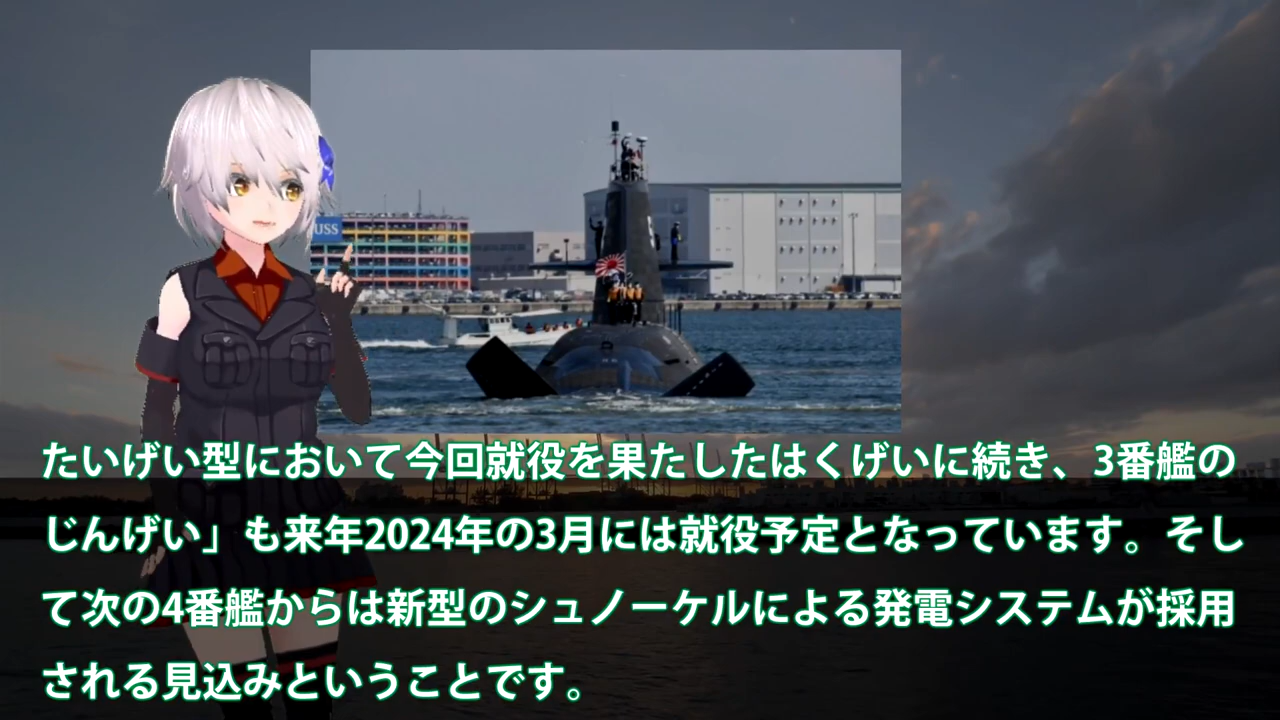 USS
たいげい型において今回就役を果たしたはくげいに続き、3番艦の
じんげい」も来年2024年の3月には就役予定となっています。そし
て次の4番艦からは新型のシュノーケルによる発電システムが採用
される見込みということです。